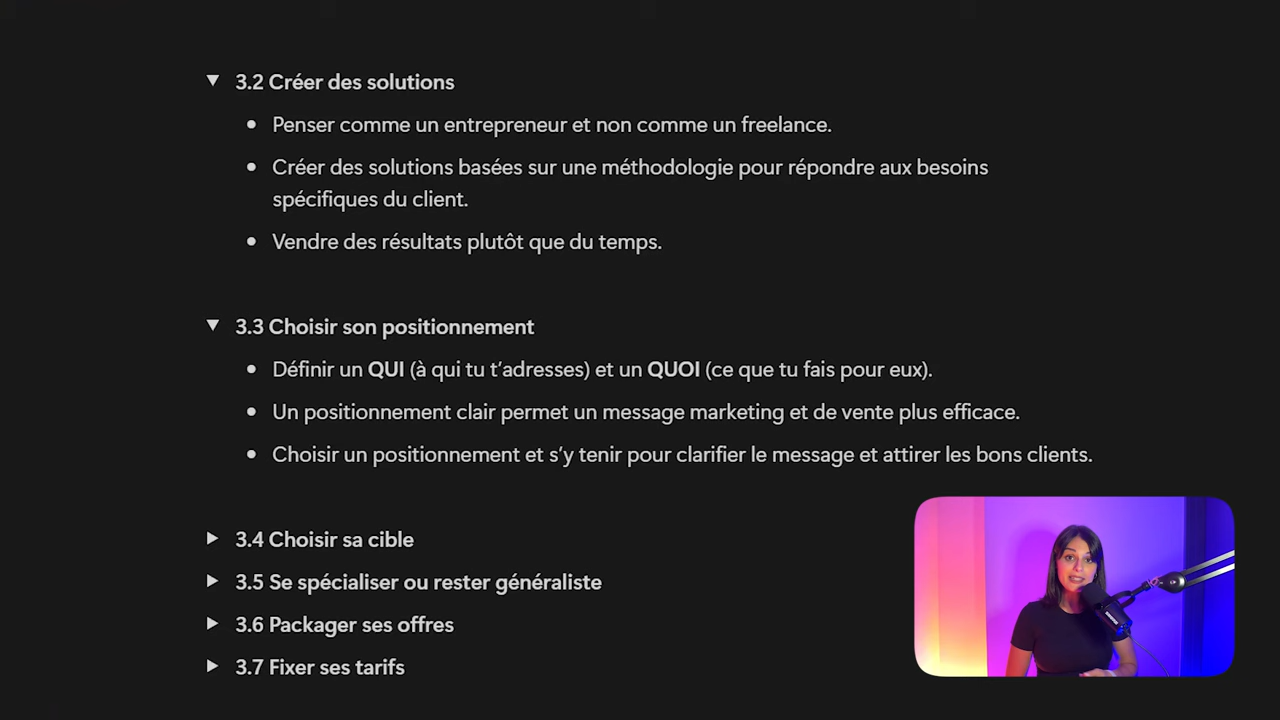 3.2 Créer des solutions
Penser comme un entrepreneur et non comme un freelance.
Créer des solutions basées sur une méthodologie pour répondre aux besoins
spécifiques du client.
Vendre des résultats plutôt que du temps.
3.3 Choisir son positionnement
Définir un QUI (à qui tu t’adresses) et un QUOI (ce que tu fais pour eux).
Un positionnement clair permet un message marketing et de vente plus efficace.
Choisir un positionnement et s’y tenir pour clarifier le message et attirer les bons clients.
3.4 Choisir sa cible
3.5 Se spécialiser ou rester généraliste
3.6 Packager ses offres
3.7 Fixer ses tarifs